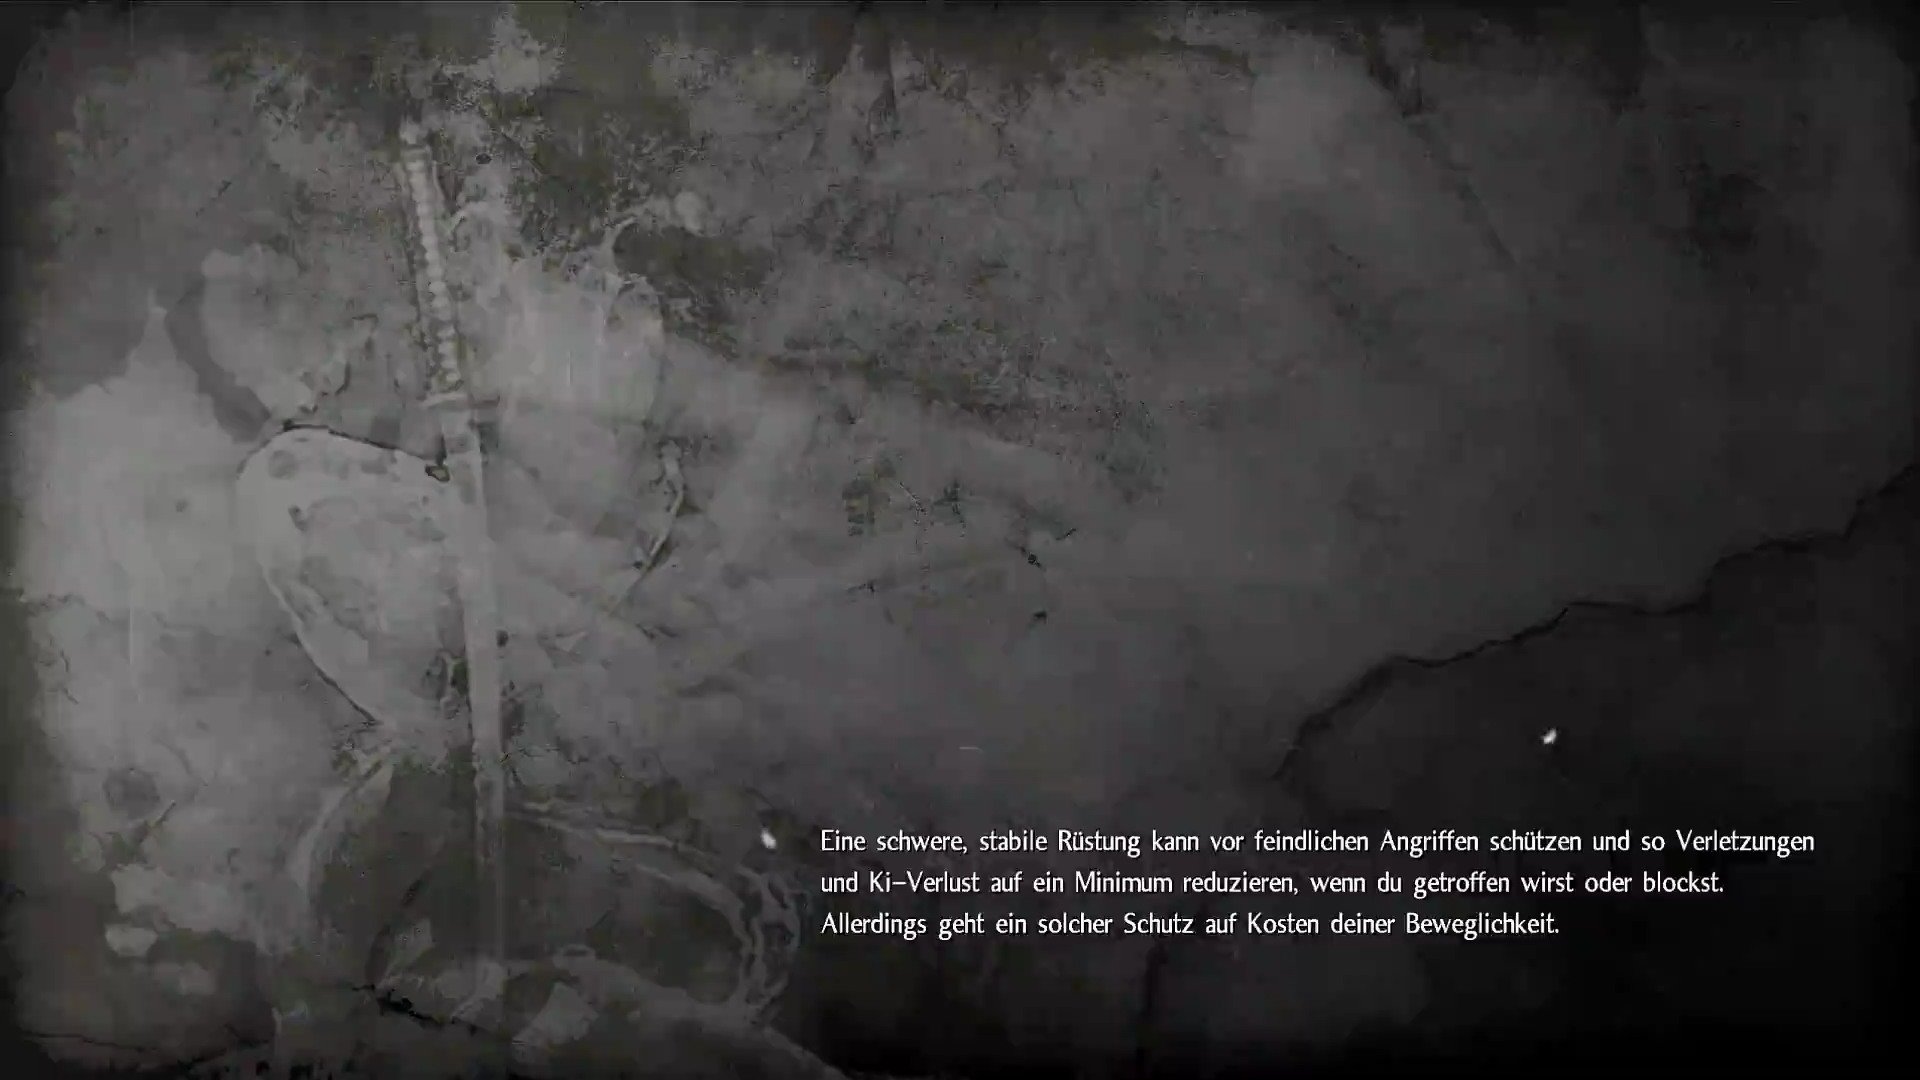 Eine schwere, stabile Rüstung kann vor feindlichen Angriffen schützen und so Verletzungen
und Ki-Verlust auf ein Minimum reduzieren, wenn du getroffen wirst oder blockst.
Allerdings geht ein solcher Schutz auf Kosten deiner Beweglichkeit.